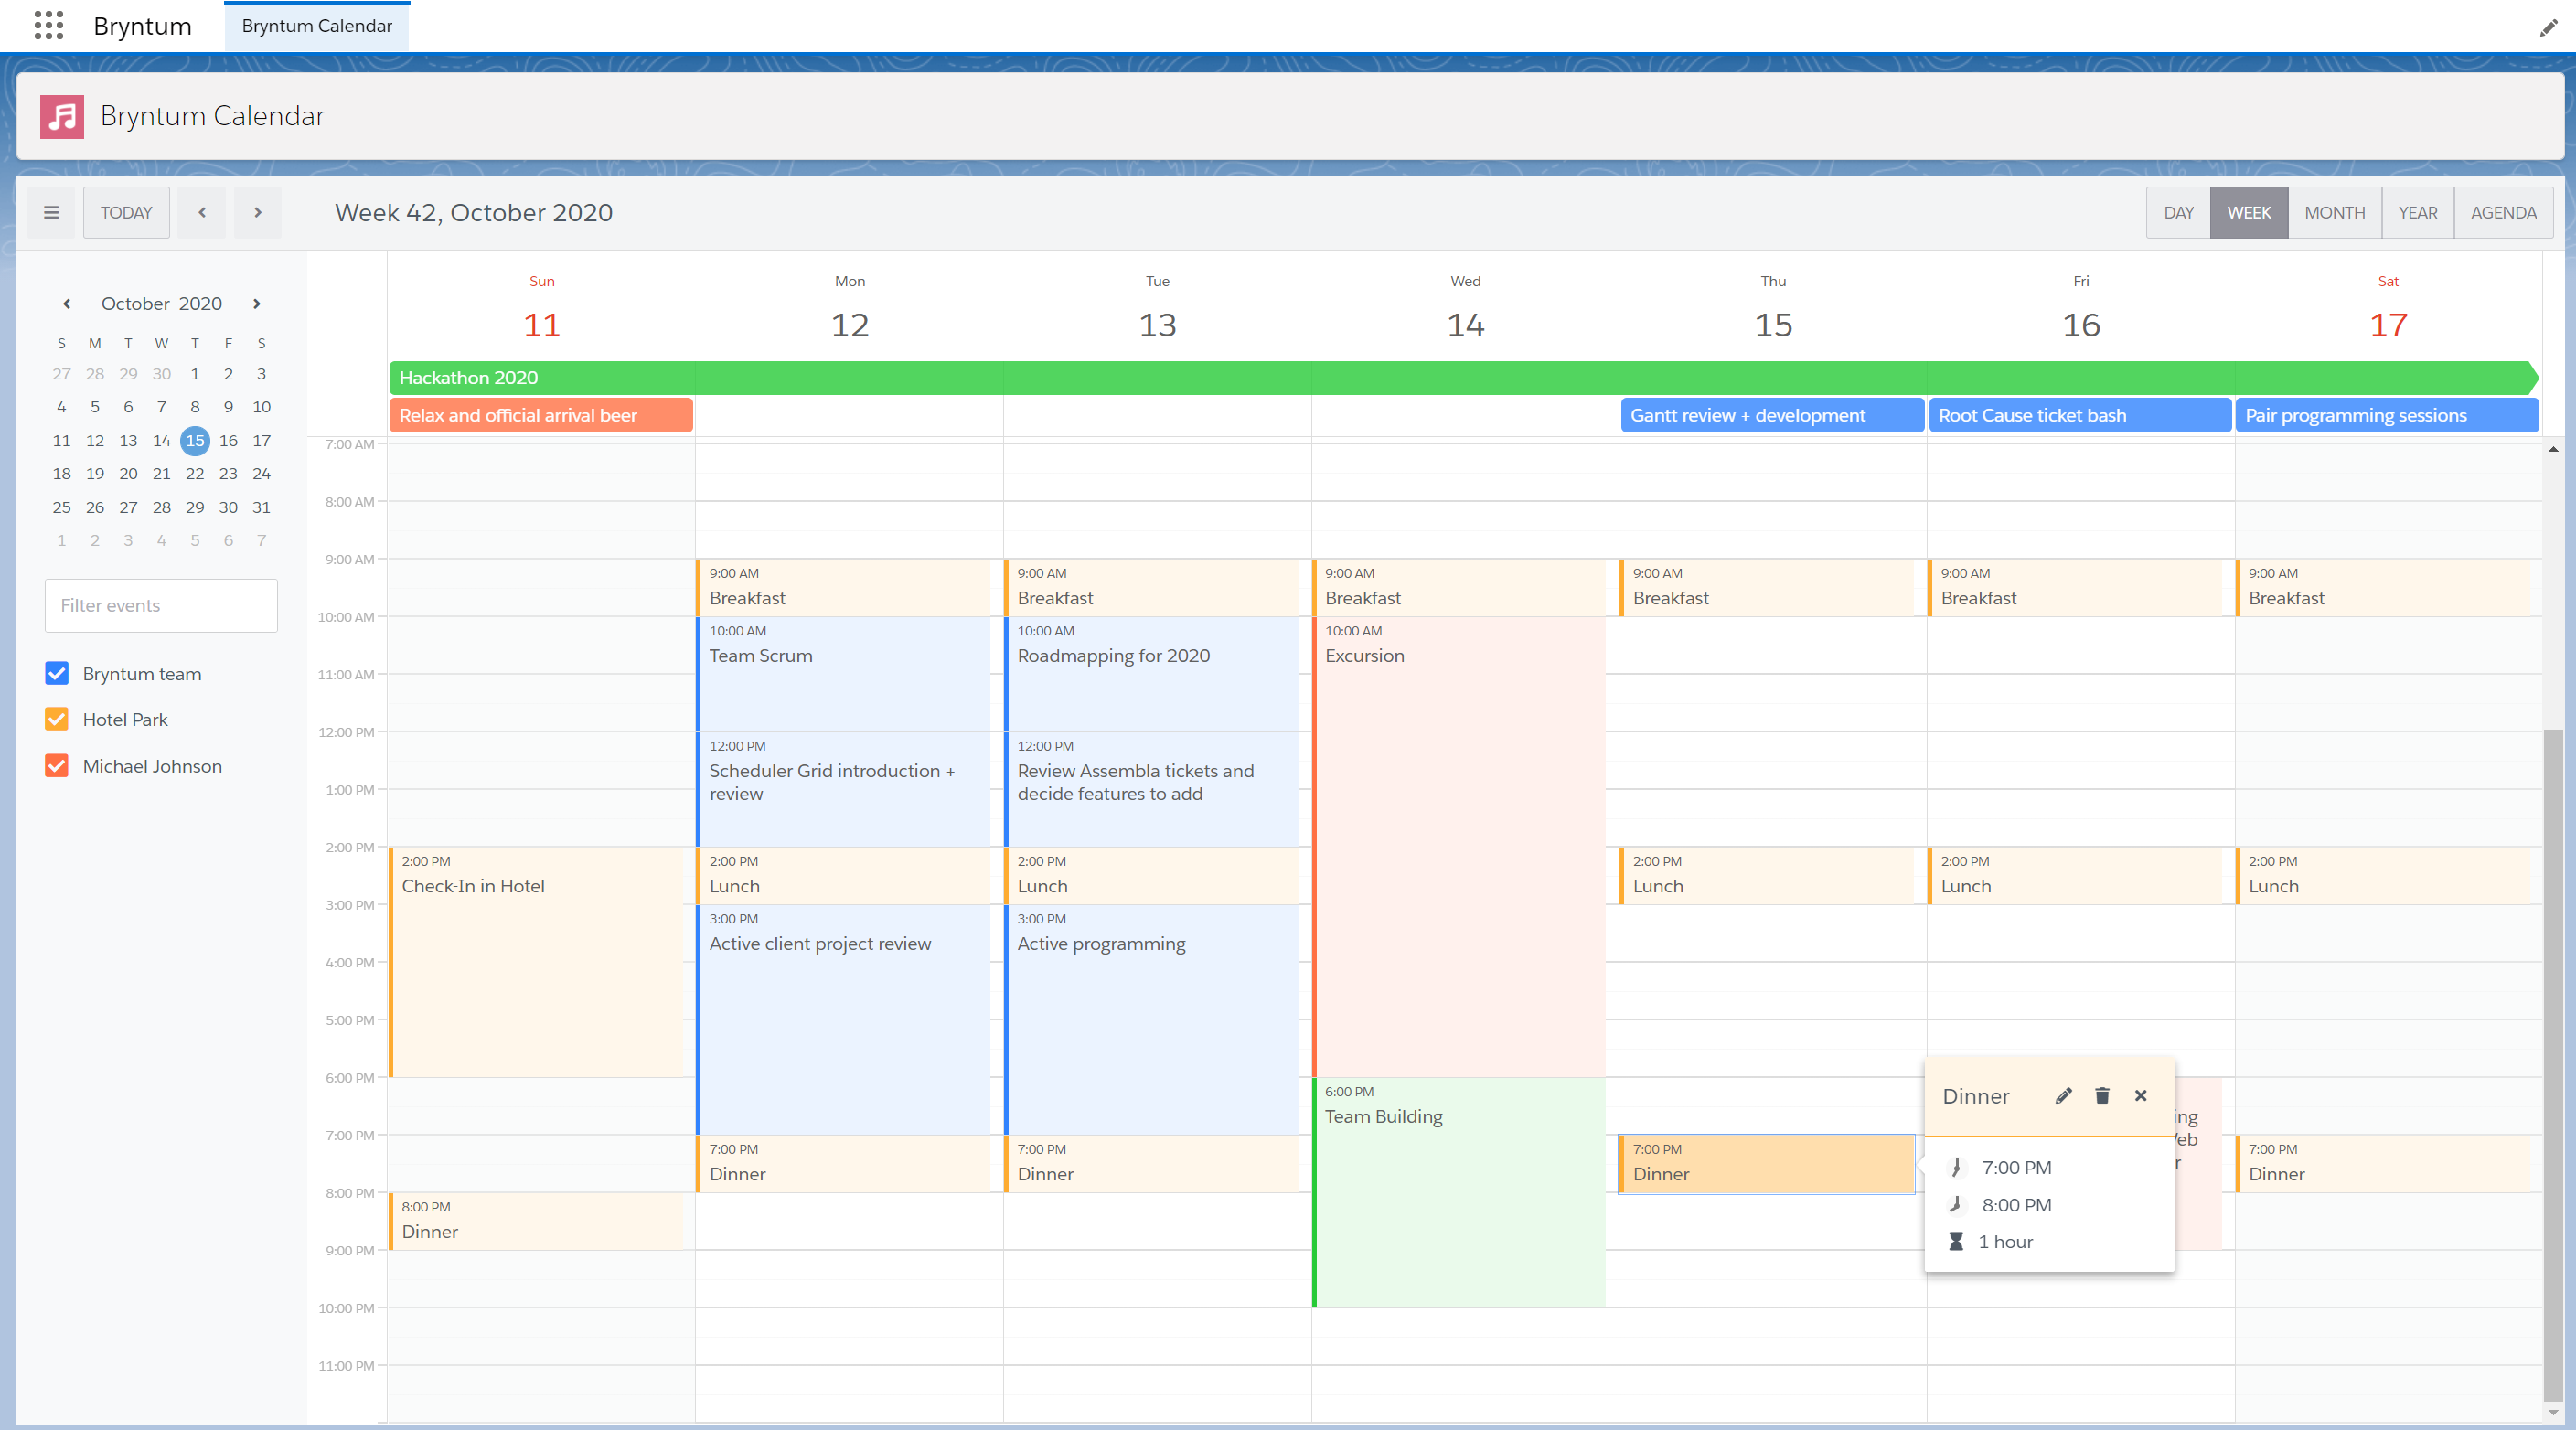 Bryntum
Bryntum Calendar
Bryntum Calendar
TODAY
Week 42, October 2020
DAY
WEEK
MONTH
YEAR
AGENDA
October 2020
S M T W T F S
27 28 29 30 1 2 3
4 5 6 7 8 9 10
11 12 13 14 15 16 17
18 19 20 21 22 23 24
25 26 27 28 29 30 31
1 2 3 4 5 6 7
Filter events
Bryntum team
Hotel Park
Michael Johnson
Sun
11
Mon
12
Tue
13
Wed
14
Thu
15
Fri
16
Sat
17
Hackathon 2020
Relax and official arrival beer
Gantt review + development
Root Cause ticket bash
Pair programming sessions
7:00 AM
8:00 AM
9:00 AM
10:00 AM
11:00 AM
12:00 PM
1:00 PM
2:00 PM
3:00 PM
4:00 PM
5:00 PM
6:00 PM
7:00 PM
8:00 PM
9:00 PM
10:00 PM
11:00 PM
2:00 PM
Check-In in Hotel
8:00 PM
Dinner
9:00 AM
Breakfast
10:00 AM
Team Scrum
12:00 PM
Scheduler Grid introduction +
review
2:00 PM
Lunch
3:00 PM
Active client project review
7:00 PM
Dinner
9:00 AM
Breakfast
10:00 AM
Roadmapping for 2020
12:00 PM
Review Assembla tickets and
decide features to add
2:00 PM
Lunch
3:00 PM
Active programming
7:00 PM
Dinner
9:00 AM
Breakfast
10:00 AM
Excursion
6:00 PM
Team Building
9:00 AM
Breakfast
2:00 PM
Lunch
7:00 PM
Dinner
9:00 AM
Breakfast
2:00 PM
Lunch
Dinner
7:00 PM
8:00 PM
1 hour
9:00 AM
Breakfast
2:00 PM
Lunch
7:00 PM
Dinner